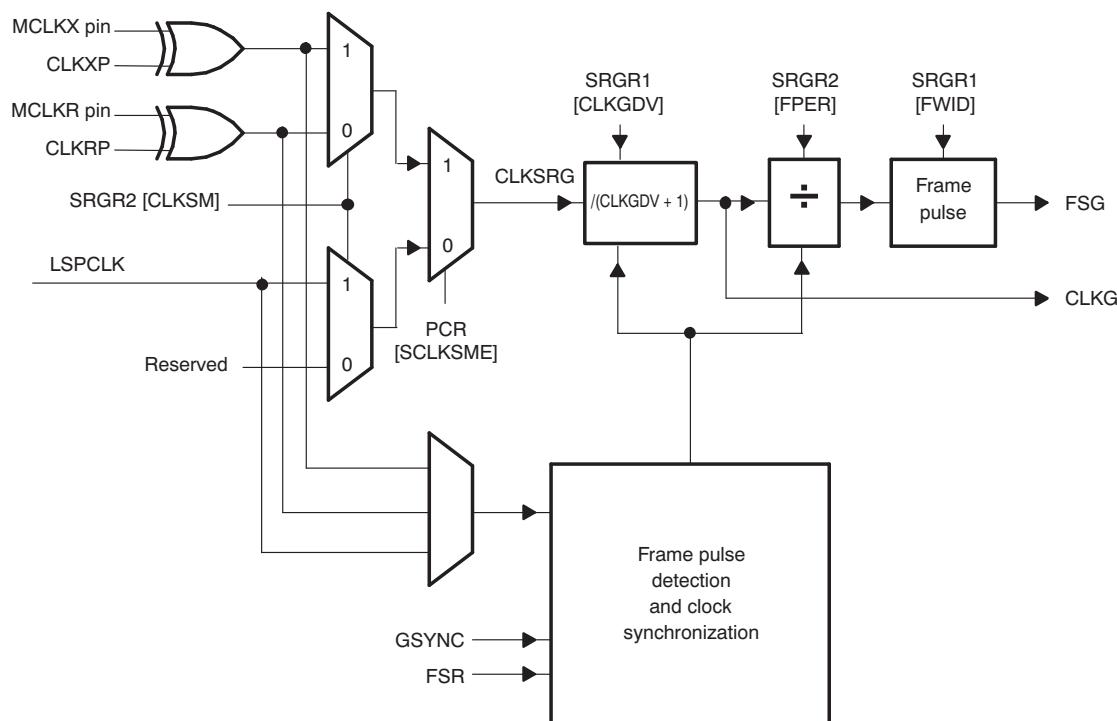 MCLKX pin
CLKXP
MCLKR pin
CLKRP
1
0
SRGR2 [CLKSM]
LSPCLK
1
0
Reserved
1
0
PCR
[SCLKSME]
CLKSRG
SRGR1
[CLKGDV]
/(CLKGDV + 1)
SRGR2
[FPER]
÷
SRGR1
[FWID]
Frame
pulse
FSG
CLKG
Frame pulse
detection
and clock
synchronization
GSYNC
FSR